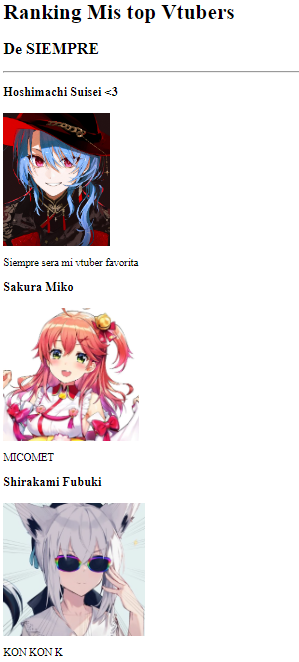 Ranking Mis top Vtubers
De SIEMPRE
Hoshimachi Suisei <3
Siempre sera mi vtuber favorita
Sakura Miko
MICOMET
Shirakami Fubuki
KON KON K